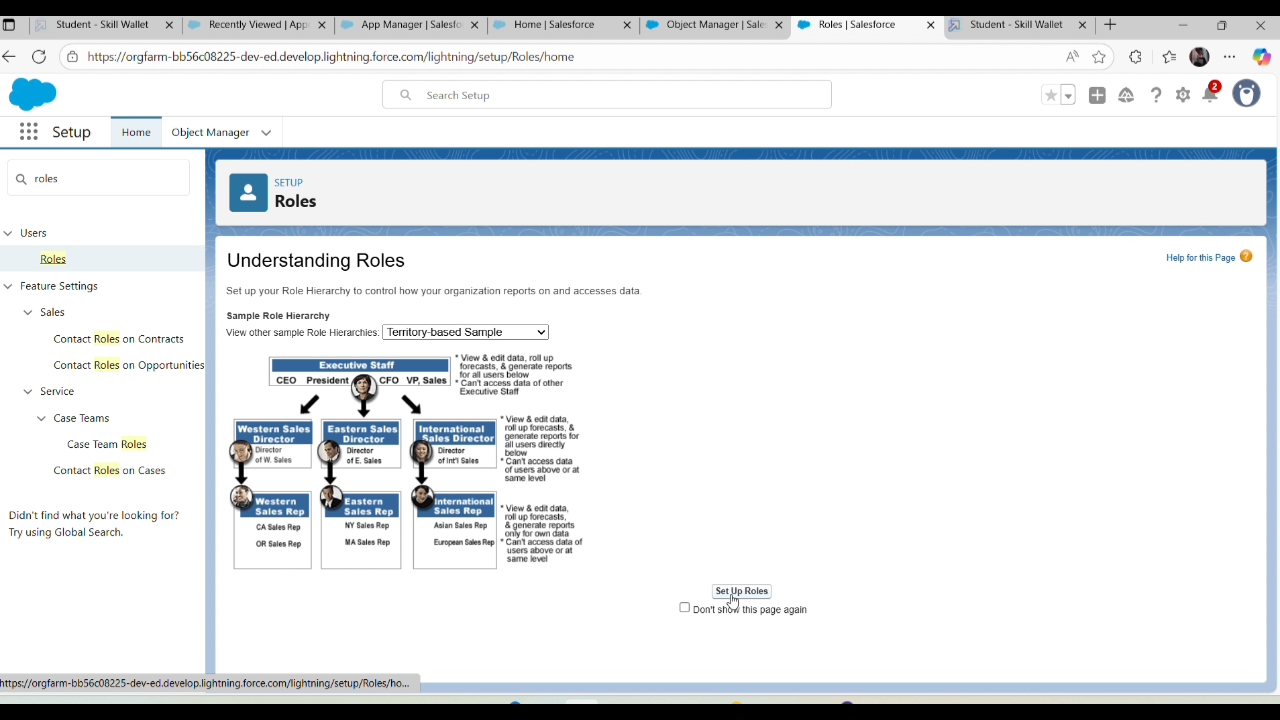 Student - Skill Wallet
Recently Viewed | App
App Manager | Salesfo
Home | Salesforce
Object Manager | Sale
Roles | Salesforce
Student - Skill Wallet
https://orgfarm-bb56c08225-dev-ed.develop.lightning.force.com/lightning/setup/Roles/home
Search Setup
2
Setup
Home
Object Manager
roles
Users
Roles
Feature Settings
Sales
Contact Roles on Contracts
Contact Roles on Opportunities
Service
Case Teams
Case Team Roles
Contact Roles on Cases
Didn't find what you're looking for?
Try using Global Search.
SETUP
Roles
Understanding Roles
Help for this Page ?
Set up your Role Hierarchy to control how your organization reports on and accesses data.
Sample Role Hierarchy
View other sample Role Hierarchies: Territory-based Sample
Executive Staff
CEO President CFO VP, Sales
* View & edit data, roll up
forecasts, & generate reports
for all users below
* Can't access data of other
Executive Staff
Western Sales
Director
Director
of W. Sales
Eastern Sales
Director
Director
of E. Sales
International
Sales Director
Director
of Int'l Sales
* View & edit data,
roll up forecasts, &
generate reports for
all users directly
below
* Can't access data
of users above or at
same level
Western
Sales Rep
CA Sales Rep
OR Sales Rep
Eastern
Sales Rep
NY Sales Rep
MA Sales Rep
International
Sales Rep
Asian Sales Rep
European Sales Rep
* View & edit data,
roll up forecasts,
& generate reports
only for own data
* Can't access data of
users above or at
same level
Set Up Roles
Don't show this page again
https://orgfarm-bb56c08225-dev-ed.develop.lightning.force.com/lightning/setup/Roles/ho...